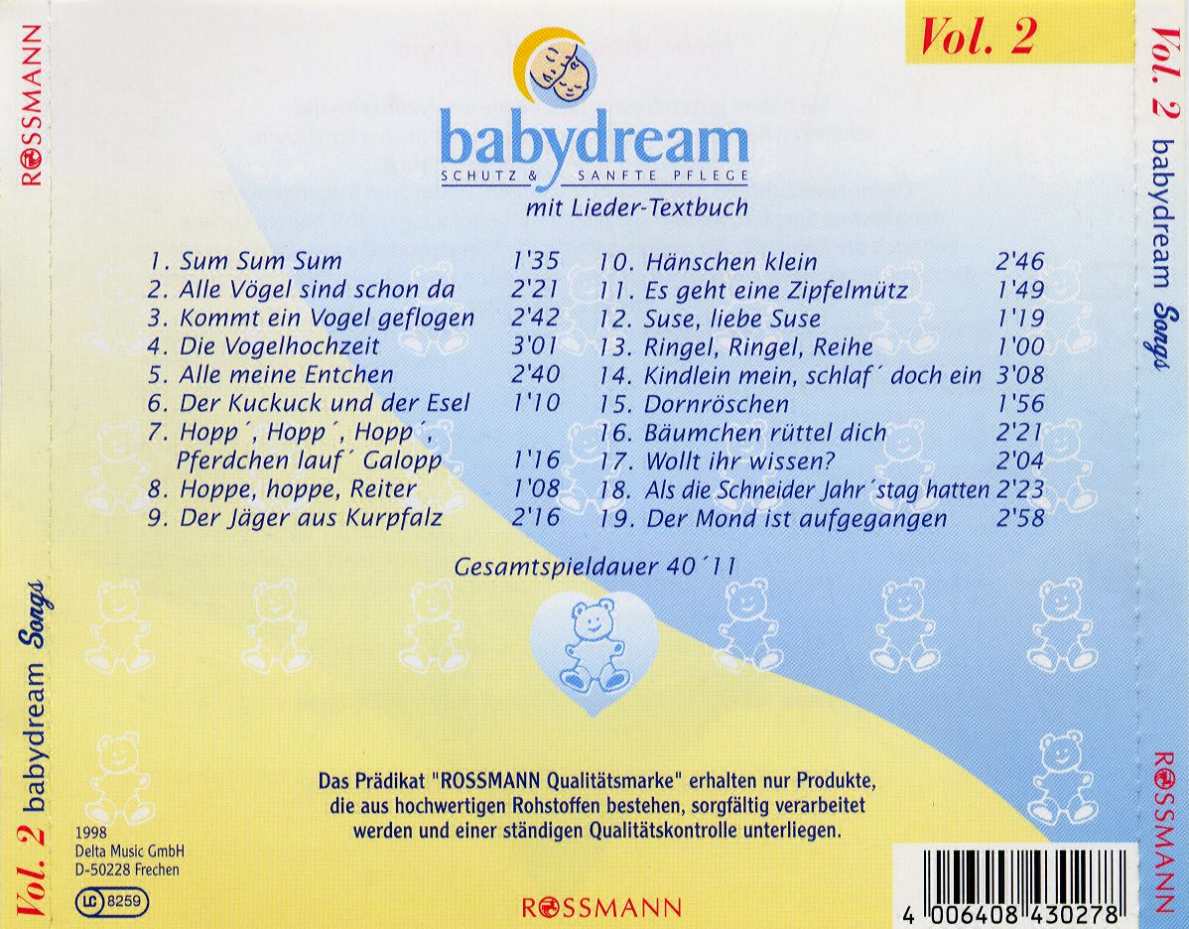 Vol. 2
babydream
SCHUTZ & SANFTE PFLEGE
mit Lieder-Textbuch
1. Sum Sum Sum 1'35
2. Alle Vögel sind schon da 2'21
3. Kommt ein Vogel geflogen 2'42
4. Die Vogelhochzeit 3'01
5. Alle meine Entchen 2'40
6. Der Kuckuck und der Esel 1'10
7. Hopp´, Hopp´, Hopp´,
Pferdchen lauf´ Galopp 1'16
8. Hoppe, hoppe, Reiter 1'08
9. Der Jäger aus Kurpfalz 2'16
10. Hänschen klein 2'46
11. Es geht eine Zipfelmütz 1'49
12. Suse, liebe Suse 1'19
13. Ringel, Ringel, Reihe 1'00
14. Kindlein mein, schlaf´ doch ein 3'08
15. Dornröschen 1'56
16. Bäumchen rüttel dich 2'21
17. Wollt ihr wissen? 2'04
18. Als die Schneider Jahr´stag hatten 2'23
19. Der Mond ist aufgegangen 2'58
Gesamtspieldauer 40´11
Das Prädikat "ROSSMANN Qualitätsmarke" erhalten nur Produkte,
die aus hochwertigen Rohstoffen bestehen, sorgfältig verarbeitet
werden und einer ständigen Qualitätskontrolle unterliegen.
1998
Delta Music GmbH
D-50228 Frechen
LC 8259
ROSSMANN
4 006408 430278
Vol. 2 babydream Songs ROSSMANN
Vol. 2 babydream Songs ROSSMANN